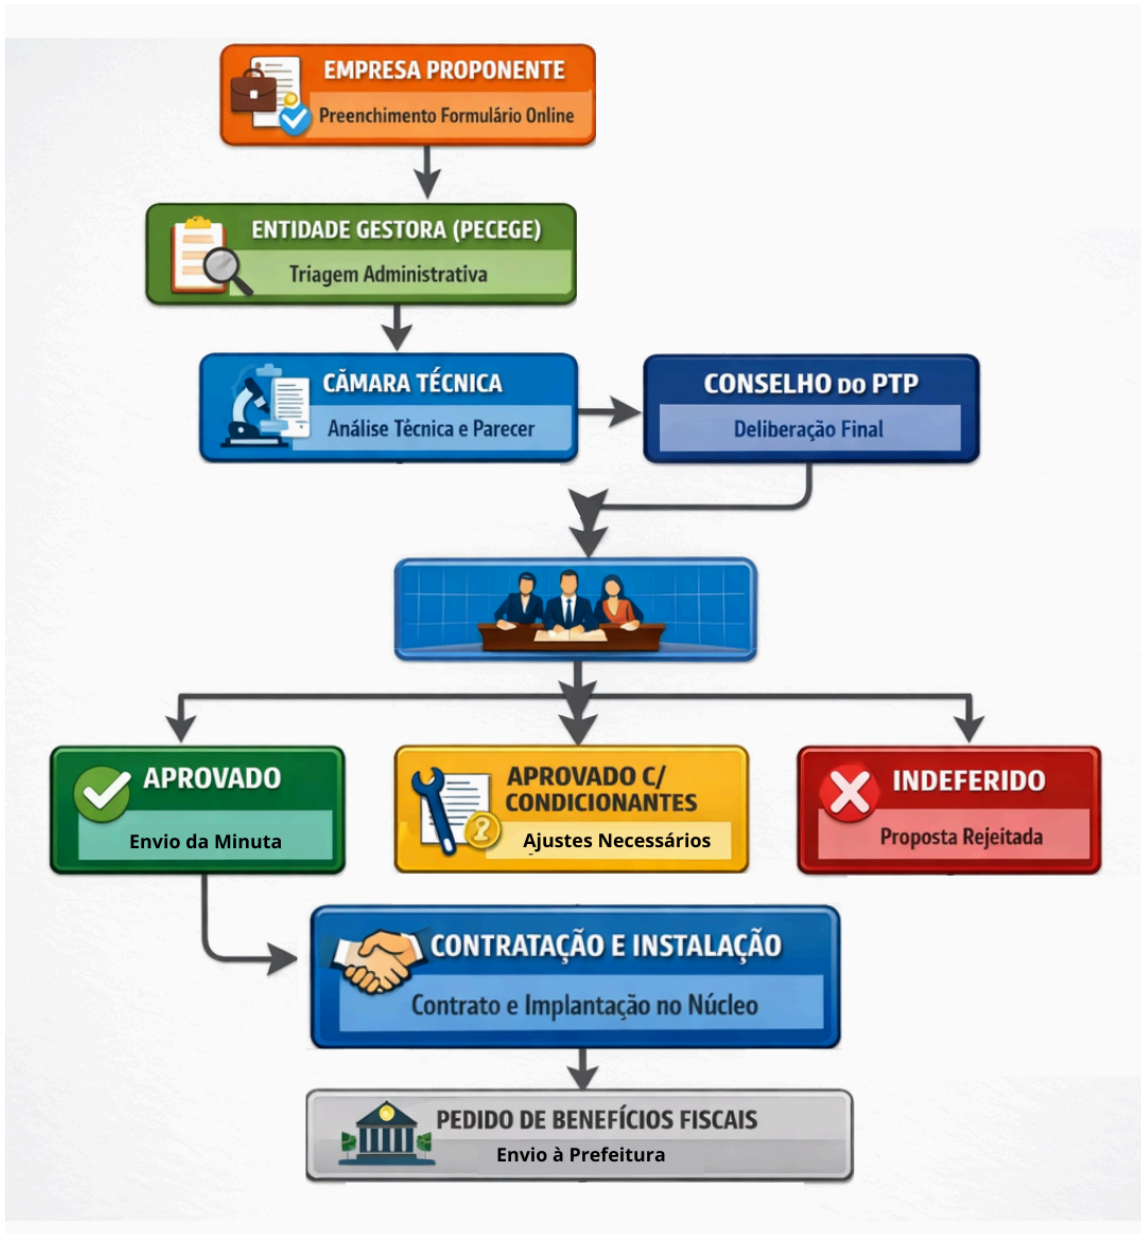 EMPRESA PROPONENTE
Preenchimento Formulário Online
ENTIDADE GESTORA (PECEGE)
Triagem Administrativa
CÃMARA TÉCNICA
Análise Técnica e Parecer
CONSELHO DO PTP
Deliberação Final
APROVADO
Envio da Minuta
APROVADO C/
CONDICIONANTES
Ajustes Necessários
INDEFERIDO
Proposta Rejeitada
CONTRATAÇÃO E INSTALAÇÃO
Contrato e Implantação no Núcleo
PEDIDO DE BENEFÍCIOS FISCAIS
Envio à Prefeitura